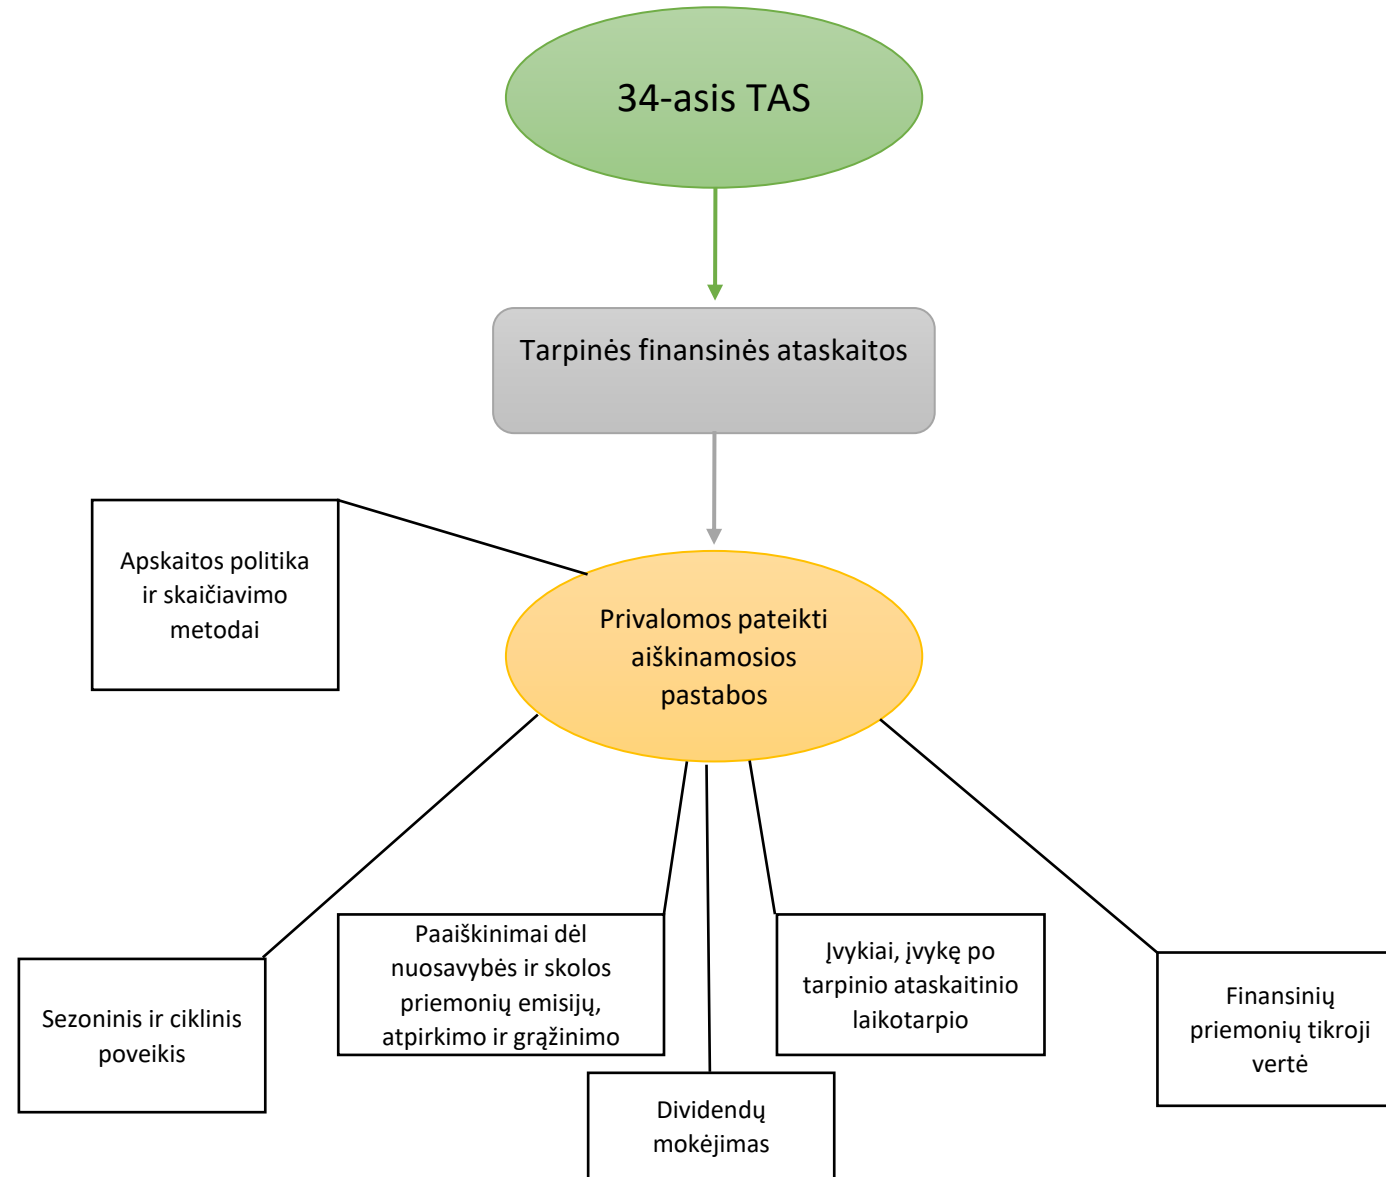 34-asis TAS
Tarpinės finansinės ataskaitos
Apskaitos politika
ir skaičiavimo
metodai
Privalomos pateikti
aiškinamosios
pastabos
Sezoninis ir ciklinis
poveikis
Paaiškinimai dėl
nuosavybės ir skolos
priemonių emisijų,
atpirkimo ir grąžinimo
Dividendų
mokėjimas
Įvykiai, įvykę po
tarpinio ataskaitinio
laikotarpio
Finansinių
priemonių tikroji
vertė